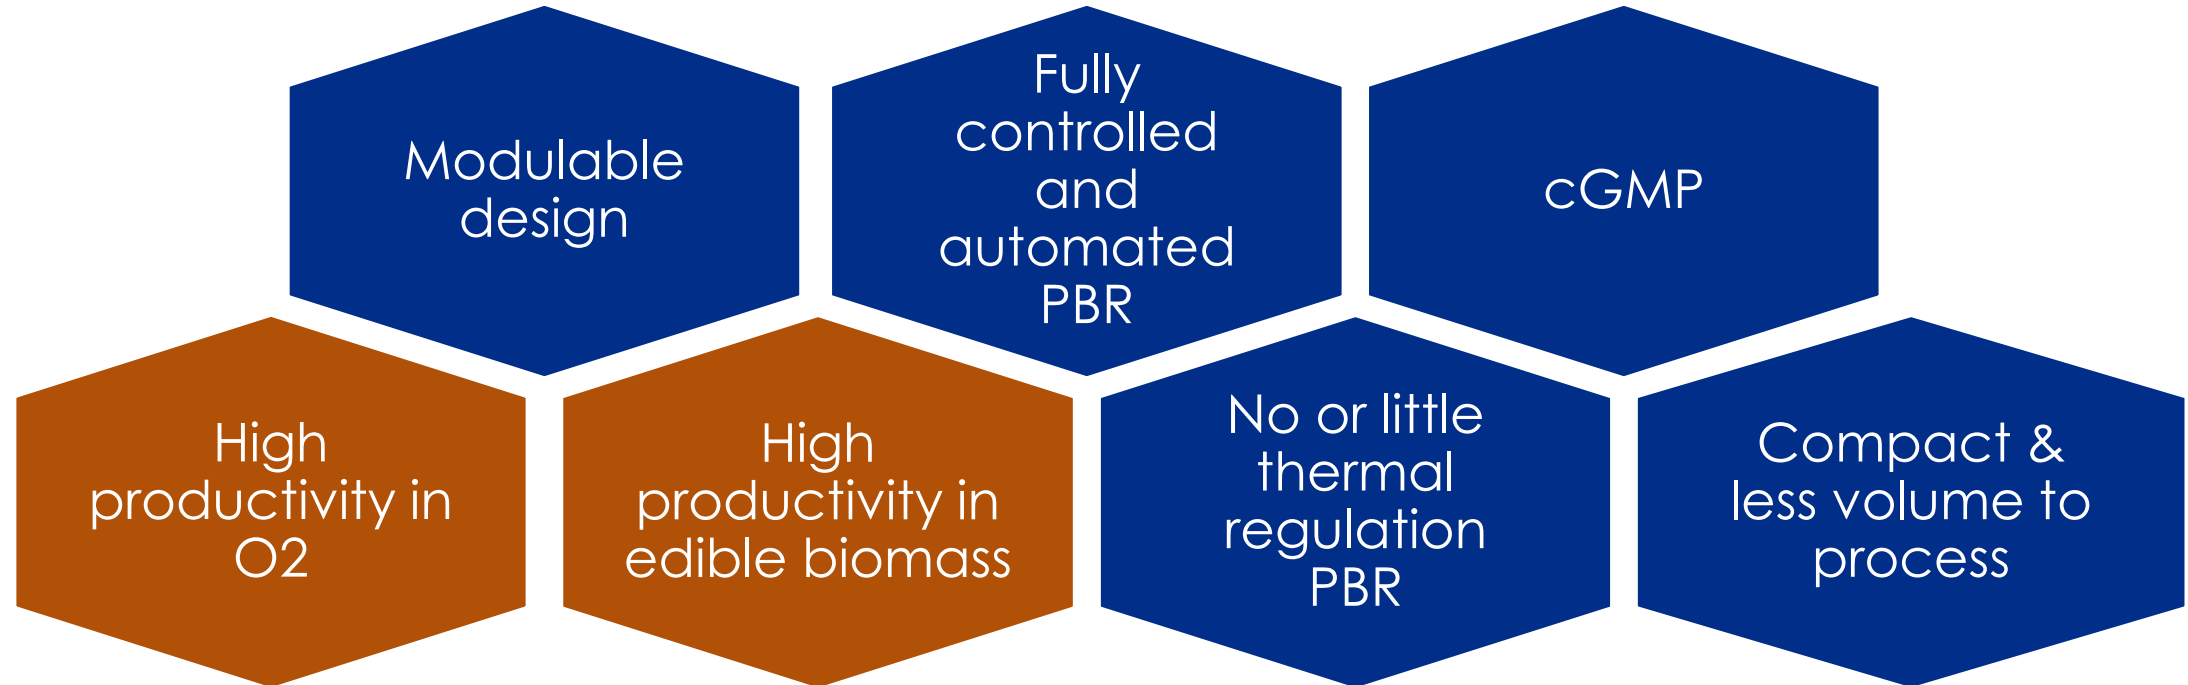 Modulable
design
Fully
controlled
and
automated
PBR
cGMP
High
productivity in
O2
High
productivity in
edible biomass
No or little
thermal
regulation
PBR
Compact &
less volume to
process